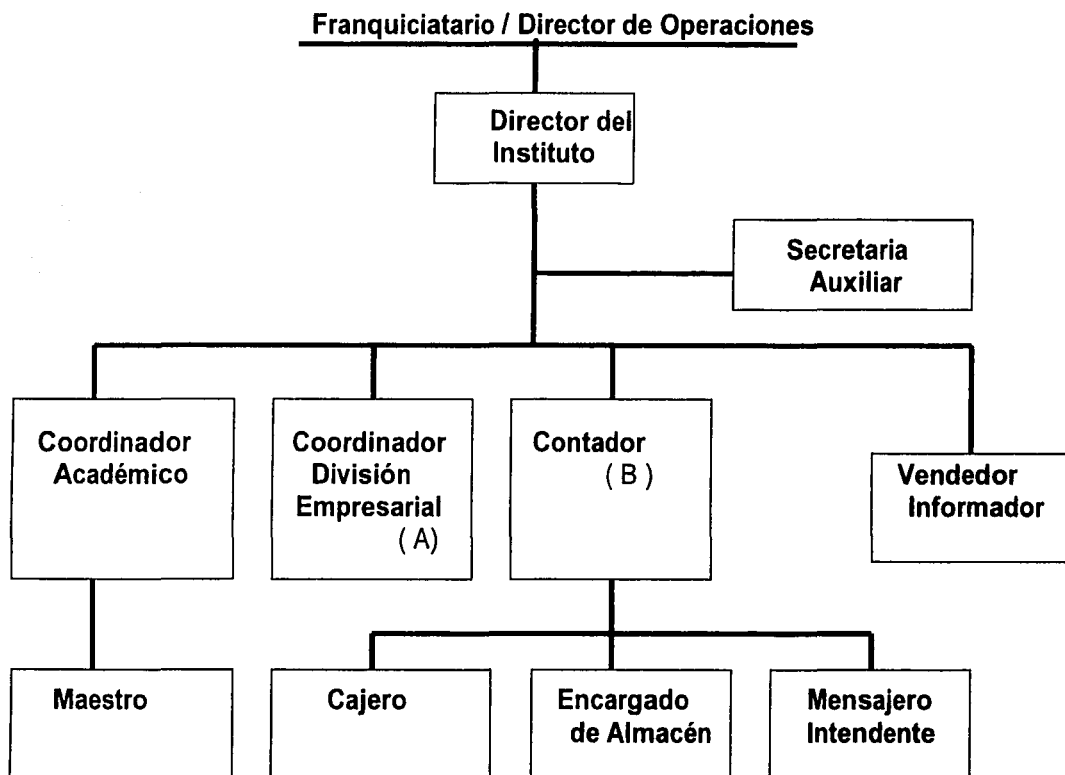 Franquiciatario / Director de Operaciones
Director del
Instituto
Secretaria
Auxiliar
Coordinador
Académico
Coordinador
División
Empresarial
( A)
Contador
( B )
Vendedor
Informador
Maestro
Cajero
Encargado
de Almacén
Mensajero
Intendente